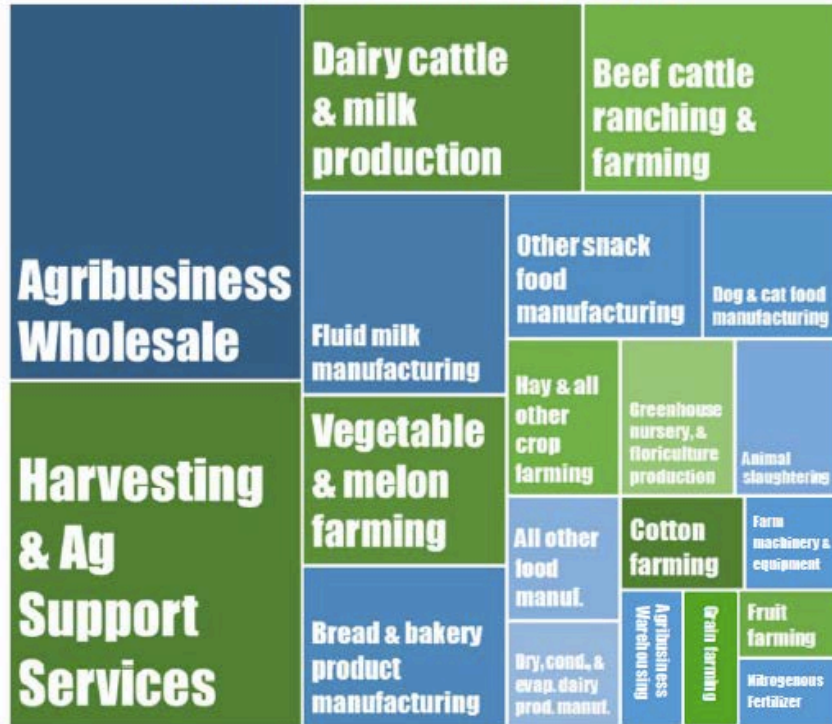 Agribusiness
Wholesale
Harvesting
& Ag
Support
Services
Dairy cattle
& milk
production
Beef cattle
ranching &
farming
Fluid milk
manufacturing
Other snack
food
manufacturing
Dog & cat food
manufacturing
Vegetable
& melon
farming
Hay & all
other
crop
farming
Greenhouse
nursery, &
floriculture
production
Animal
slaughtering
Bread & bakery
product
manufacturing
All other
food
manuf.
Cotton
farming
Farm
machinery &
equipment
Dry, cond., &
evap. dairy
prod. manuf.
Agribusiness
Warehousing
Grain farming
Fruit
farming
Nitrogenous
Fertilizer